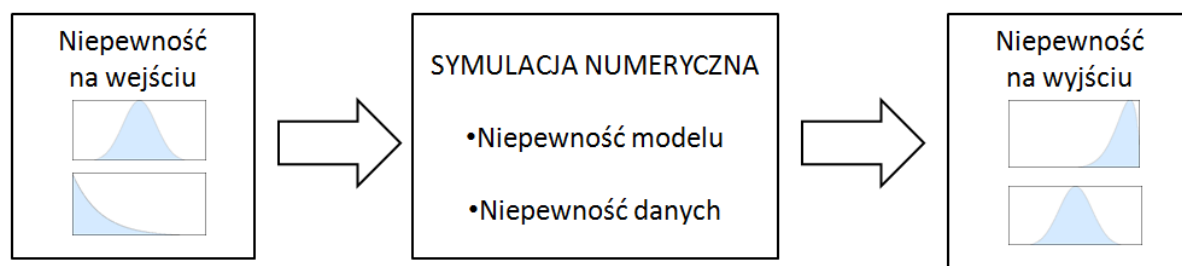 Niepewność
na wejściu
SYMULACJA NUMERYCZNA
•Niepewność modelu
•Niepewność danych
Niepewność
na wyjściu